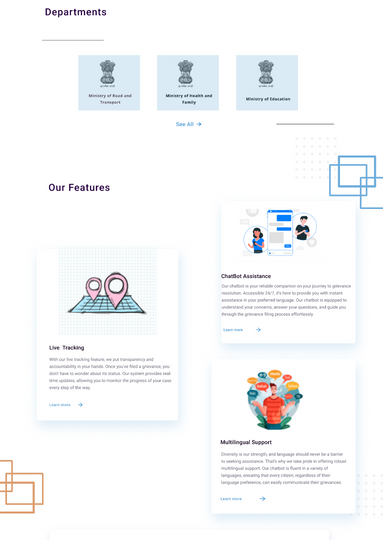 Departments
Ministry of Road and
Transport
Ministry of Health and
Family
Ministry of Education
See All
Our Features
ChatBot Assistance
Our chatbot is your reliable companion on your journey to grievance
resolution. Accessible 24/7, it's here to provide you with instant
assistance in your preferred language. Our chatbot is equipped to
understand your concerns, answer your questions, and guide you
through the grievance filing process effortlessly.
Learn more
Live Tracking
With our live tracking feature, we put transparency and
accountability in your hands. Once you've filed a grievance, you
don't have to wonder about its status. Our system provides real-
time updates, allowing you to monitor the progress of your case
every step of the way.
Learn more
Multilingual Support
Diversity is our strength, and language should never be a barrier
to seeking assistance. That's why we take pride in offering robust
multilingual support. Our chatbot is fluent in a variety of
languages, ensuring that every citizen, regardless of their
language preference, can easily communicate their grievances.
Learn more